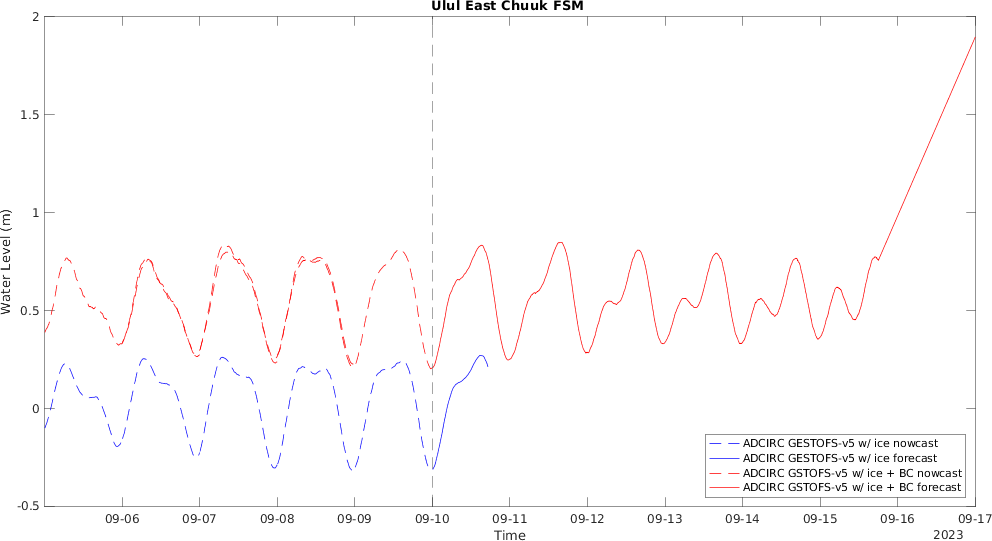 Ulul East Chuuk FSM
2
1.5
1
0.5
0
-0.5
Water Level (m)
ADCIRC GESTOFS-v5 w/ ice nowcast
ADCIRC GESTOFS-v5 w/ ice forecast
ADCIRC GSTOFS-v5 w/ ice + BC nowcast
ADCIRC GSTOFS-v5 w/ ice + BC forecast
09-06 09-07 09-08 09-09 09-10 09-11 09-12 09-13 09-14 09-15 09-16 09-17
Time
2023